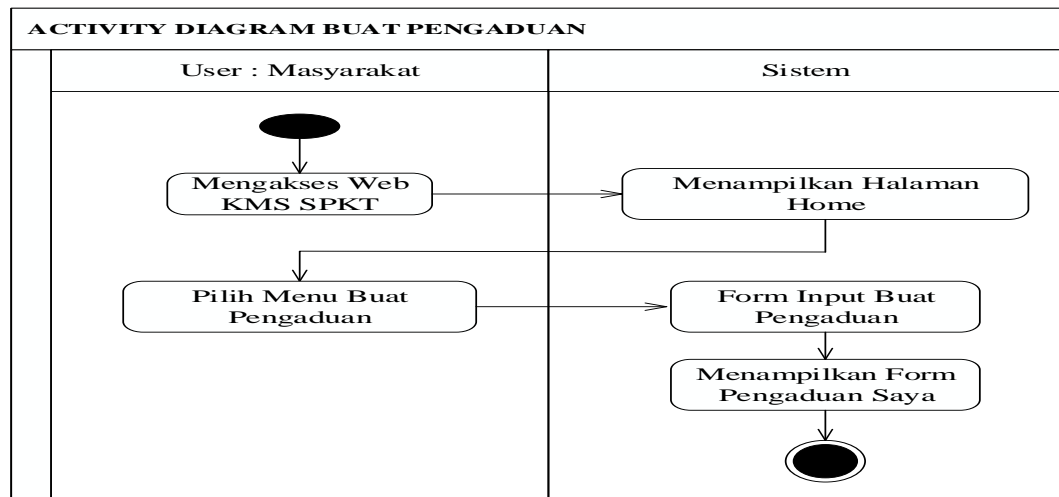 ACTIVITY DIAGRAM BUAT PENGADUAN
User : Masyarakat
Sistem
Mengakses Web
KMS SPKT
Menampilkan Halaman
Home
Pilih Menu Buat
Pengaduan
Form Input Buat
Pengaduan
Menampilkan Form
Pengaduan Saya